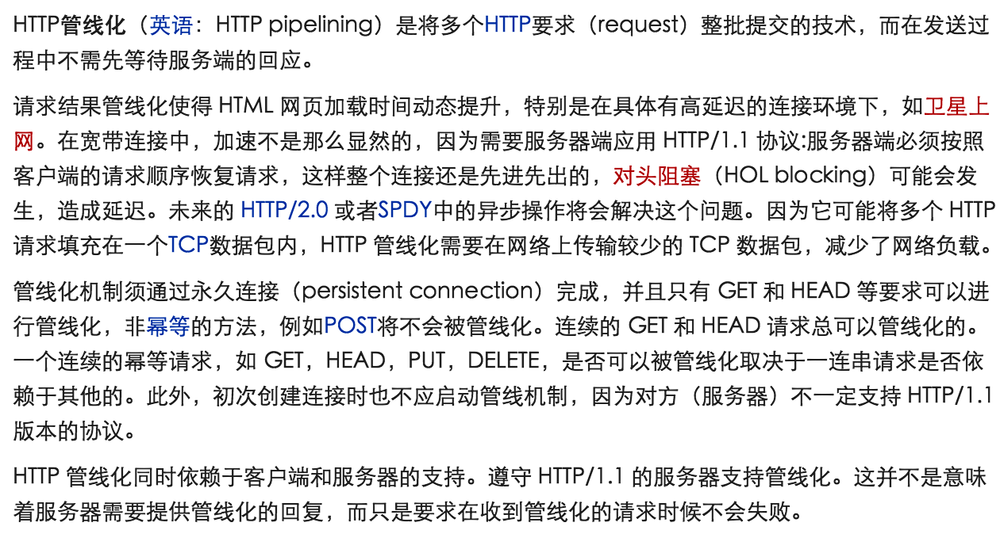 HTTP管线化（英语：HTTP pipelining）是将多个HTTP要求（request）整批提交的技术，而在发送过
程中不需先等待服务端的回应。
请求结果管线化使得 HTML 网页加载时间动态提升，特别是在具体有高延迟的连接环境下，如卫星上
网。在宽带连接中，加速不是那么显然的，因为需要服务器端应用 HTTP/1.1 协议:服务器端必须按照
客户端的请求顺序恢复请求，这样整个连接还是先进先出的，对头阻塞（HOL blocking）可能会发
生，造成延迟。未来的 HTTP/2.0 或者SPDY中的异步操作将会解决这个问题。因为它可能将多个 HTTP
请求填充在一个TCP数据包内，HTTP 管线化需要在网络上传输较少的 TCP 数据包，减少了网络负载。
管线化机制须通过永久连接（persistent connection）完成，并且只有 GET 和 HEAD 等要求可以进
行管线化，非幂等的方法，例如POST将不会被管线化。连续的 GET 和 HEAD 请求总可以管线化的。
一个连续的幂等请求，如 GET，HEAD，PUT，DELETE，是否可以被管线化取决于一连串请求是否依
赖于其他的。此外，初次创建连接时也不应启动管线机制，因为对方（服务器）不一定支持 HTTP/1.1
版本的协议。
HTTP 管线化同时依赖于客户端和服务器的支持。遵守 HTTP/1.1 的服务器支持管线化。这并不是意味
着服务器需要提供管线化的回复，而只是要求在收到管线化的请求时候不会失败。